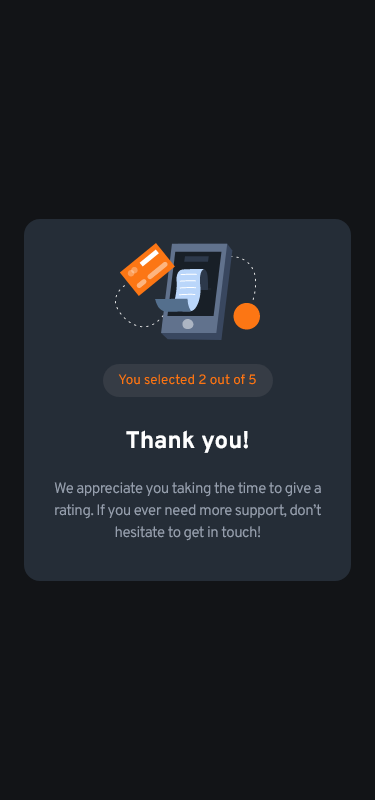 You selected 2 out of 5
Thank you!
We appreciate you taking the time to give a
rating. If you ever need more support, don’t
hesitate to get in touch!